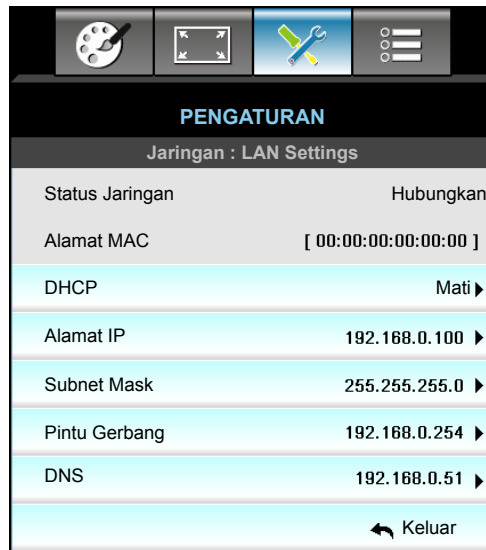 PENGATURAN
Jaringan : LAN Settings
Status Jaringan Hubungkan
Alamat MAC [ 00:00:00:00:00:00 ]
DHCP Mati
Alamat IP 192.168.0.100
Subnet Mask 255.255.255.0
Pintu Gerbang 192.168.0.254
DNS 192.168.0.51
Keluar